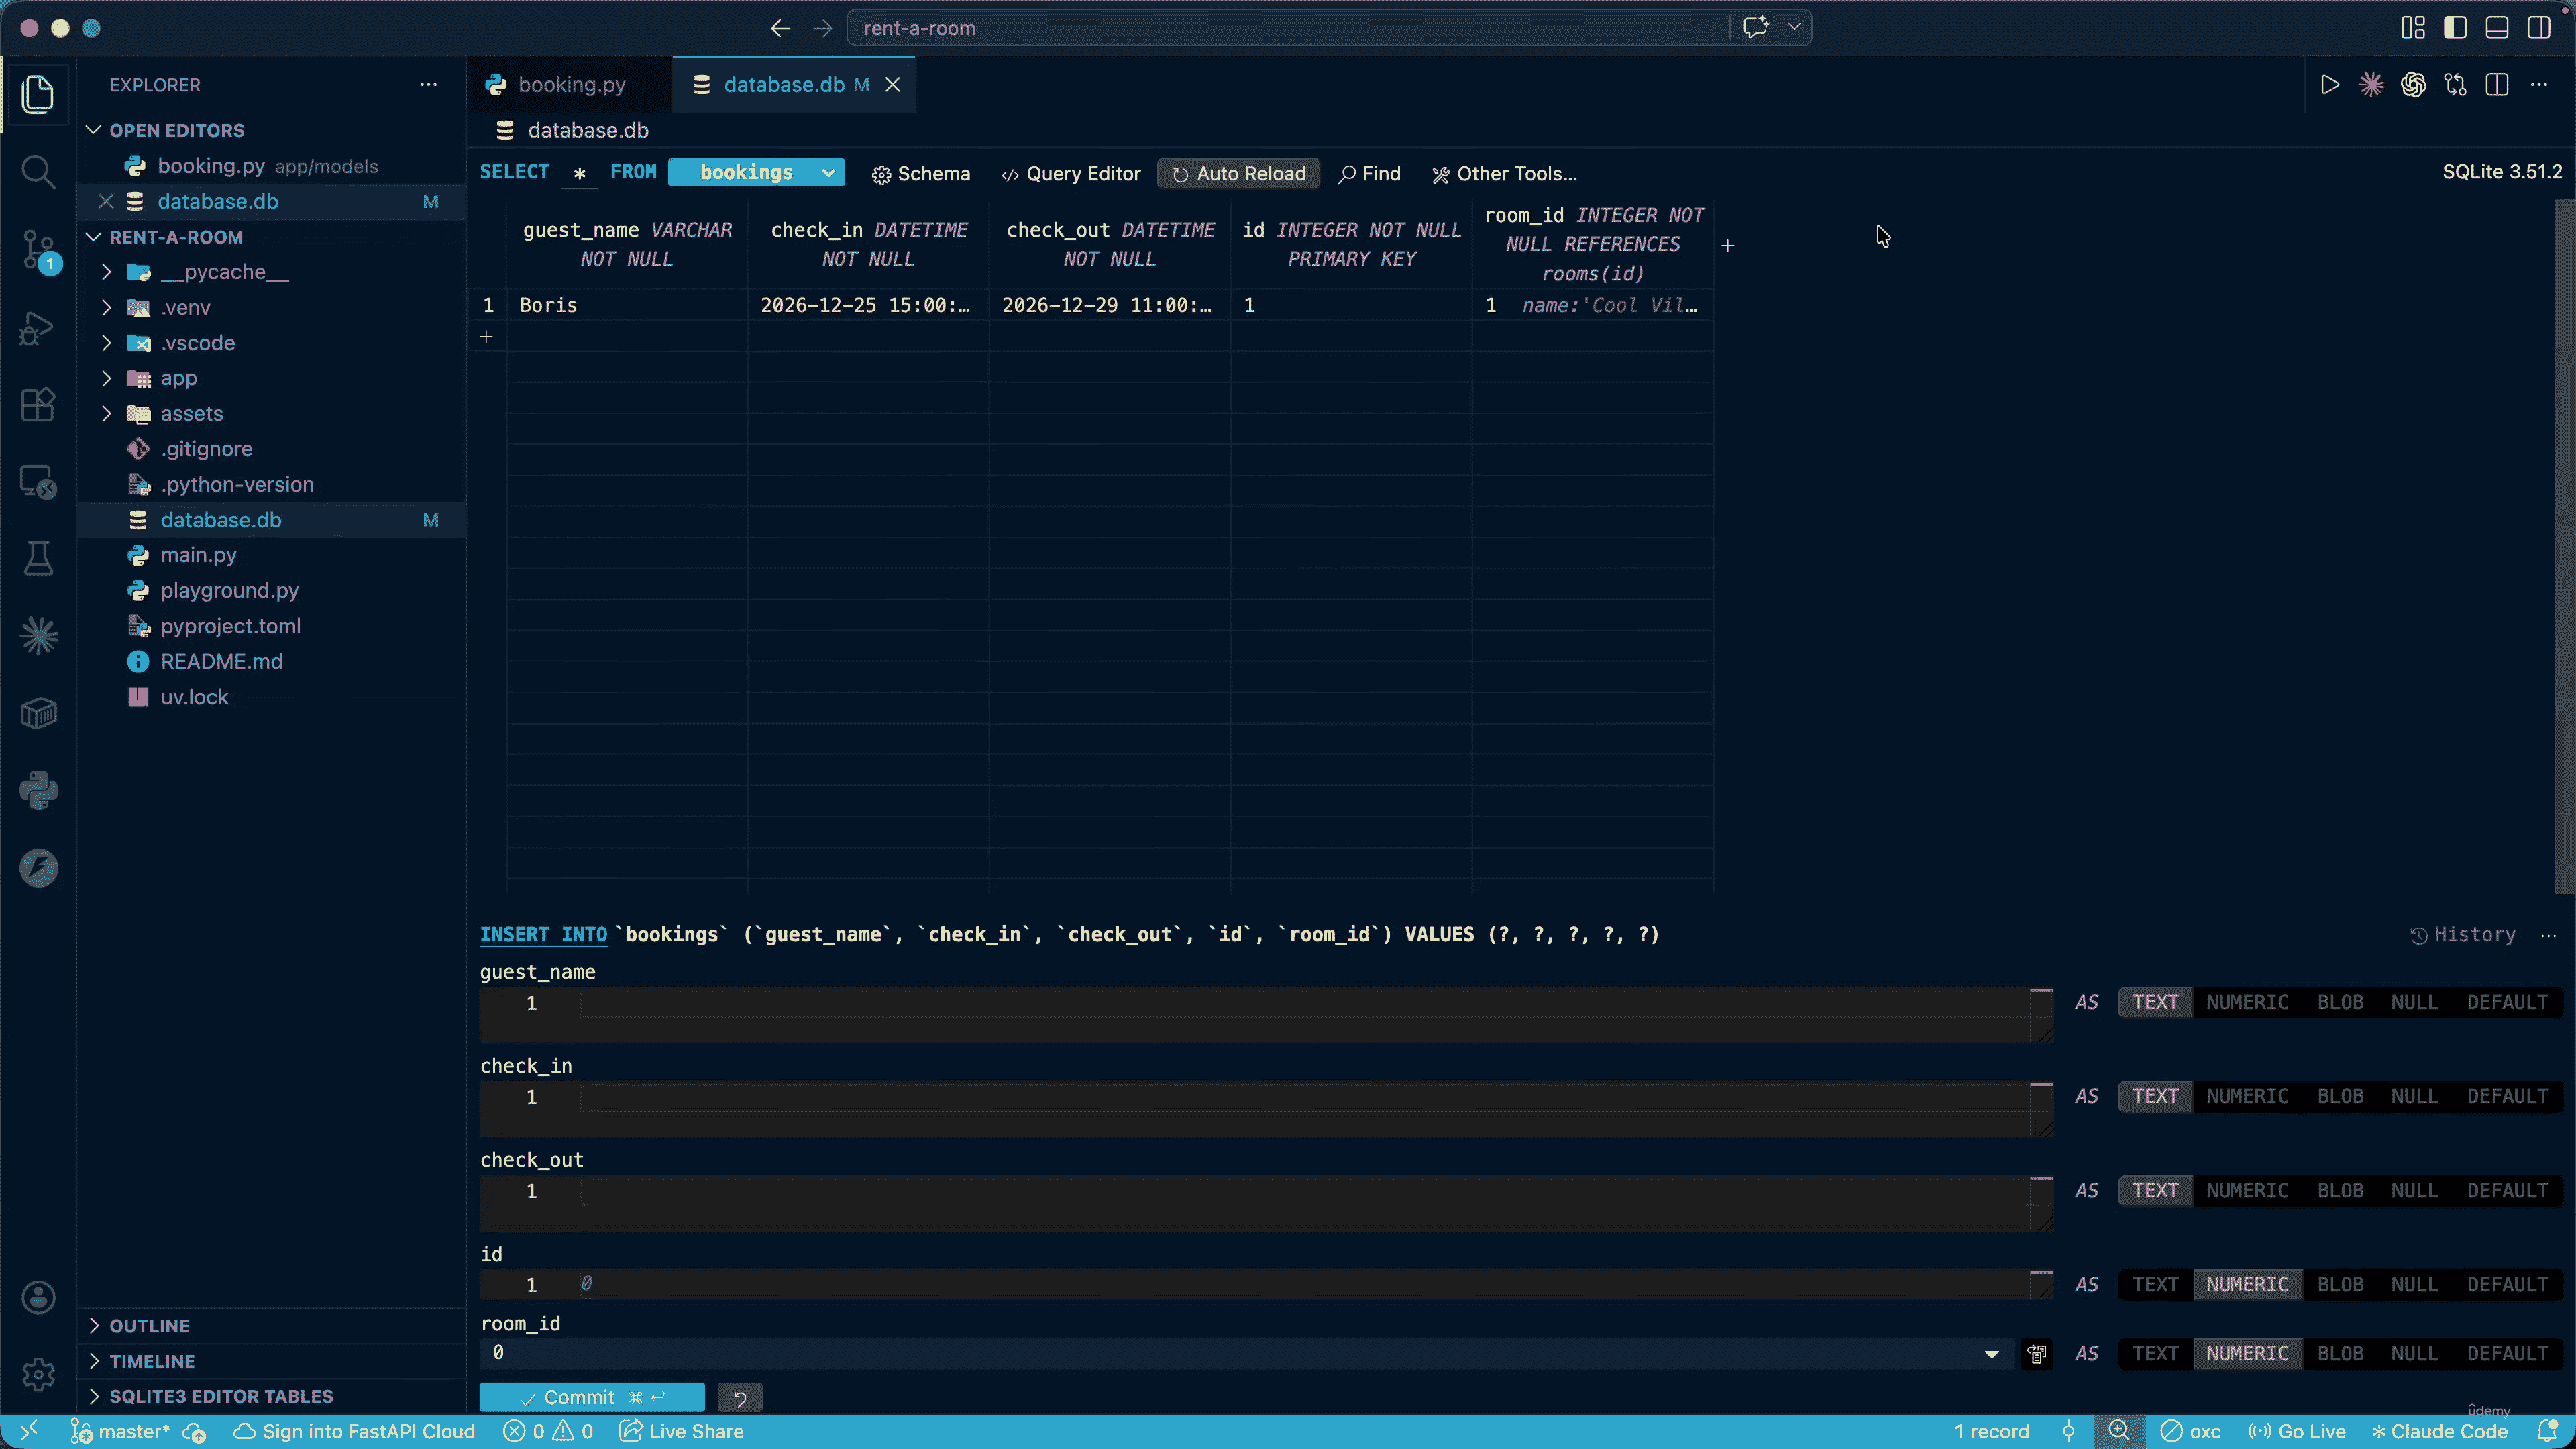 rent-a-room
EXPLORER
booking.py
database.db M
OPEN EDITORS
database.db
booking.py app/models
SELECT * FROM bookings Schema Query Editor Auto Reload Find Other Tools... SQLite 3.51.2
database.db M
RENT-A-ROOM
guest_name VARCHAR NOT NULL
check_in DATETIME NOT NULL
check_out DATETIME NOT NULL
id INTEGER NOT NULL PRIMARY KEY
room_id INTEGER NOT NULL REFERENCES rooms(id)
1 Boris 2026-12-25 15:00:… 2026-12-29 11:00:… 1 1 name:'Cool Vil…
1
__pycache__
.venv
.vscode
app
assets
.gitignore
.python-version
database.db M
main.py
playground.py
pyproject.toml
README.md
uv.lock
INSERT INTO `bookings` (`guest_name`, `check_in`, `check_out`, `id`, `room_id`) VALUES (?, ?, ?, ?, ?)
History
guest_name
1 AS TEXT NUMERIC BLOB NULL DEFAULT
check_in
1 AS TEXT NUMERIC BLOB NULL DEFAULT
check_out
1 AS TEXT NUMERIC BLOB NULL DEFAULT
id
1 0 AS TEXT NUMERIC BLOB NULL DEFAULT
room_id
0 AS TEXT NUMERIC BLOB NULL DEFAULT
Commit ⌘
OUTLINE
TIMELINE
SQLITE3 EDITOR TABLES
ûdemy
master* Sign into FastAPI Cloud 0 0 Live Share 1 record oxc Go Live Claude Code